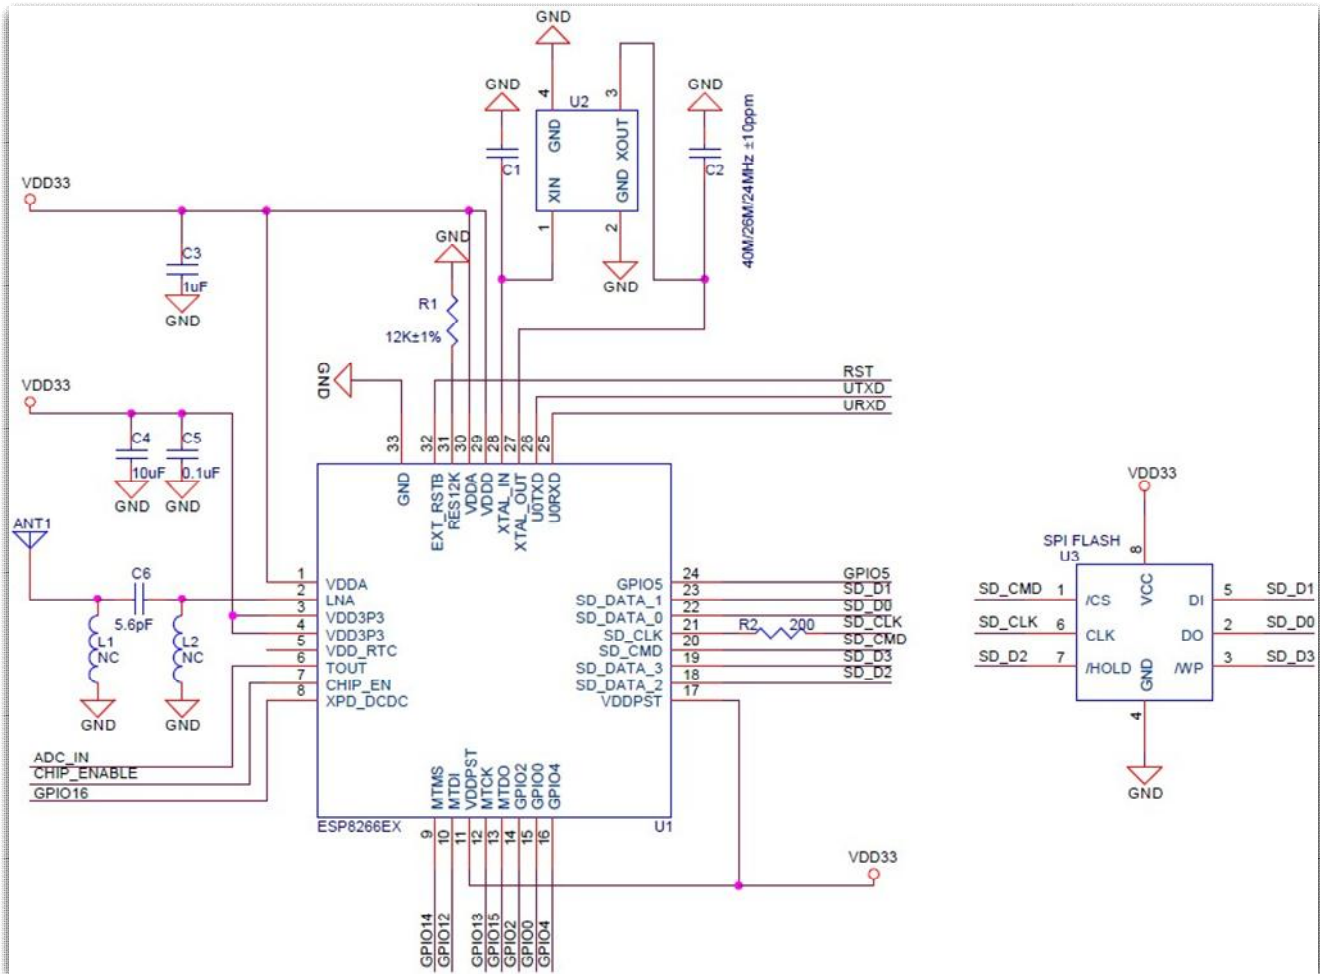 GND
GND
GND
4
U2
3
GND
XOUT
XIN
GND
C1
C2
40M/26M/24MHz ±10ppm
1
2
GND
VDD33
C3
1uF
GND
GND
R1
12K±1%
GND
VDD33
C4
10uF
GND
C5
0.1uF
GND
RST
UTXD
URXD
33
32
31
30
29
28
27
26
25
GND
EXT_RSTB
RES12K
VDDA
VDDD
XTAL_IN
XTAL_OUT
U0TXD
U0RXD
ANT1
C6
5.6pF
L1
NC
L2
NC
GND
GND
1 VDDA
2 LNA
3 VDD3P3
4 VDD3P3
5 VDD_RTC
6 TOUT
7 CHIP_EN
8 XPD_DCDC
GPIO5 24 GPIO5
SD_DATA_1 23 SD_D1
SD_DATA_0 22 SD_D0
SD_CLK 21 R2 200 SD_CLK
SD_CMD 20 SD_CMD
SD_DATA_3 19 SD_D3
SD_DATA_2 18 SD_D2
VDDPST 17
ADC_IN
CHIP_ENABLE
GPIO16
MTMS
MTDI
VDDPST
MTCK
MTDO
GPIO2
GPIO0
GPIO4
ESP8266EX
U1
9
10
11
12
13
14
15
16
GPIO14
GPIO12
GPIO13
GPIO15
GPIO2
GPIO0
GPIO4
VDD33
VDD33
SPI FLASH
U3
8
VCC
SD_CMD 1 /CS
DI 5 SD_D1
SD_CLK 6 CLK
DO 2 SD_D0
SD_D2 7 /HOLD
/WP 3 SD_D3
GND
4
GND